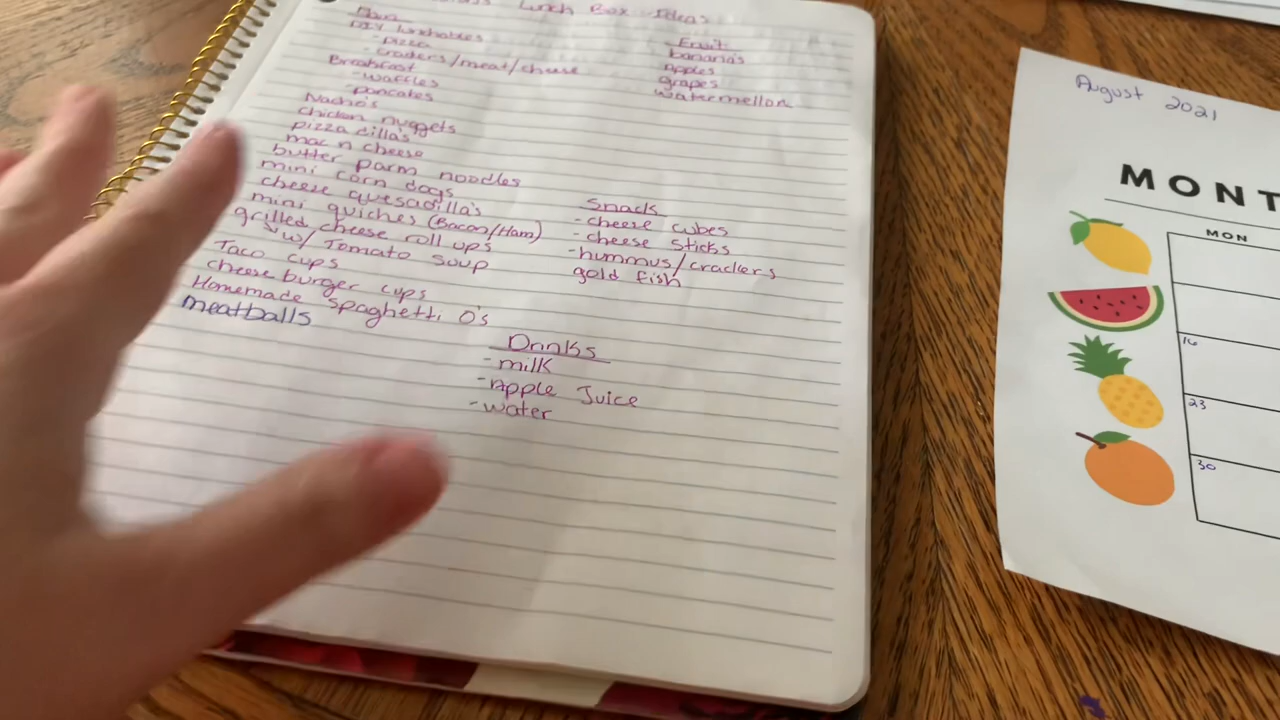 Lunch Box Ideas
Main
DIY lunchables
- pizza
- craders/meat/cheese
Breakfast
- waffles
- pancakes
Nacho's
chicken nuggets
pizza dilla's
mac n cheese
butter parm noodles
mini corn dogs
cheese quesadilla's
mini quiches (Bacon/Ham)
grilled cheese roll ups
w/ Tomato soup
Taco cups
cheese burger cups
Homemade Spaghetti O's
meatballs
Fruit
bananas
Apples
grapes
watermellon
Snack
- cheese cubes
- cheese sticks
- hummus/crackers
gold fish
Drinks
- milk
- Apple Juice
- water
August 2021
MONT
MON
16
23
30